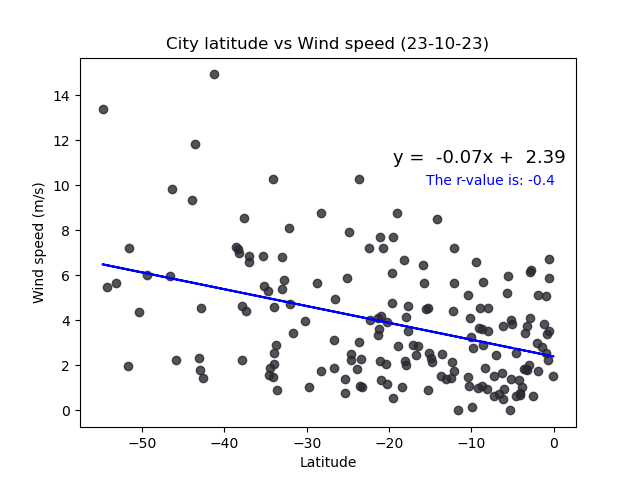 City latitude vs Wind speed (23-10-23)
14
12
10
8
6
4
2
0
Wind speed (m/s)
y =  -0.07x +  2.39
The r-value is: -0.4
−50 −40 −30 −20 −10 0
Latitude